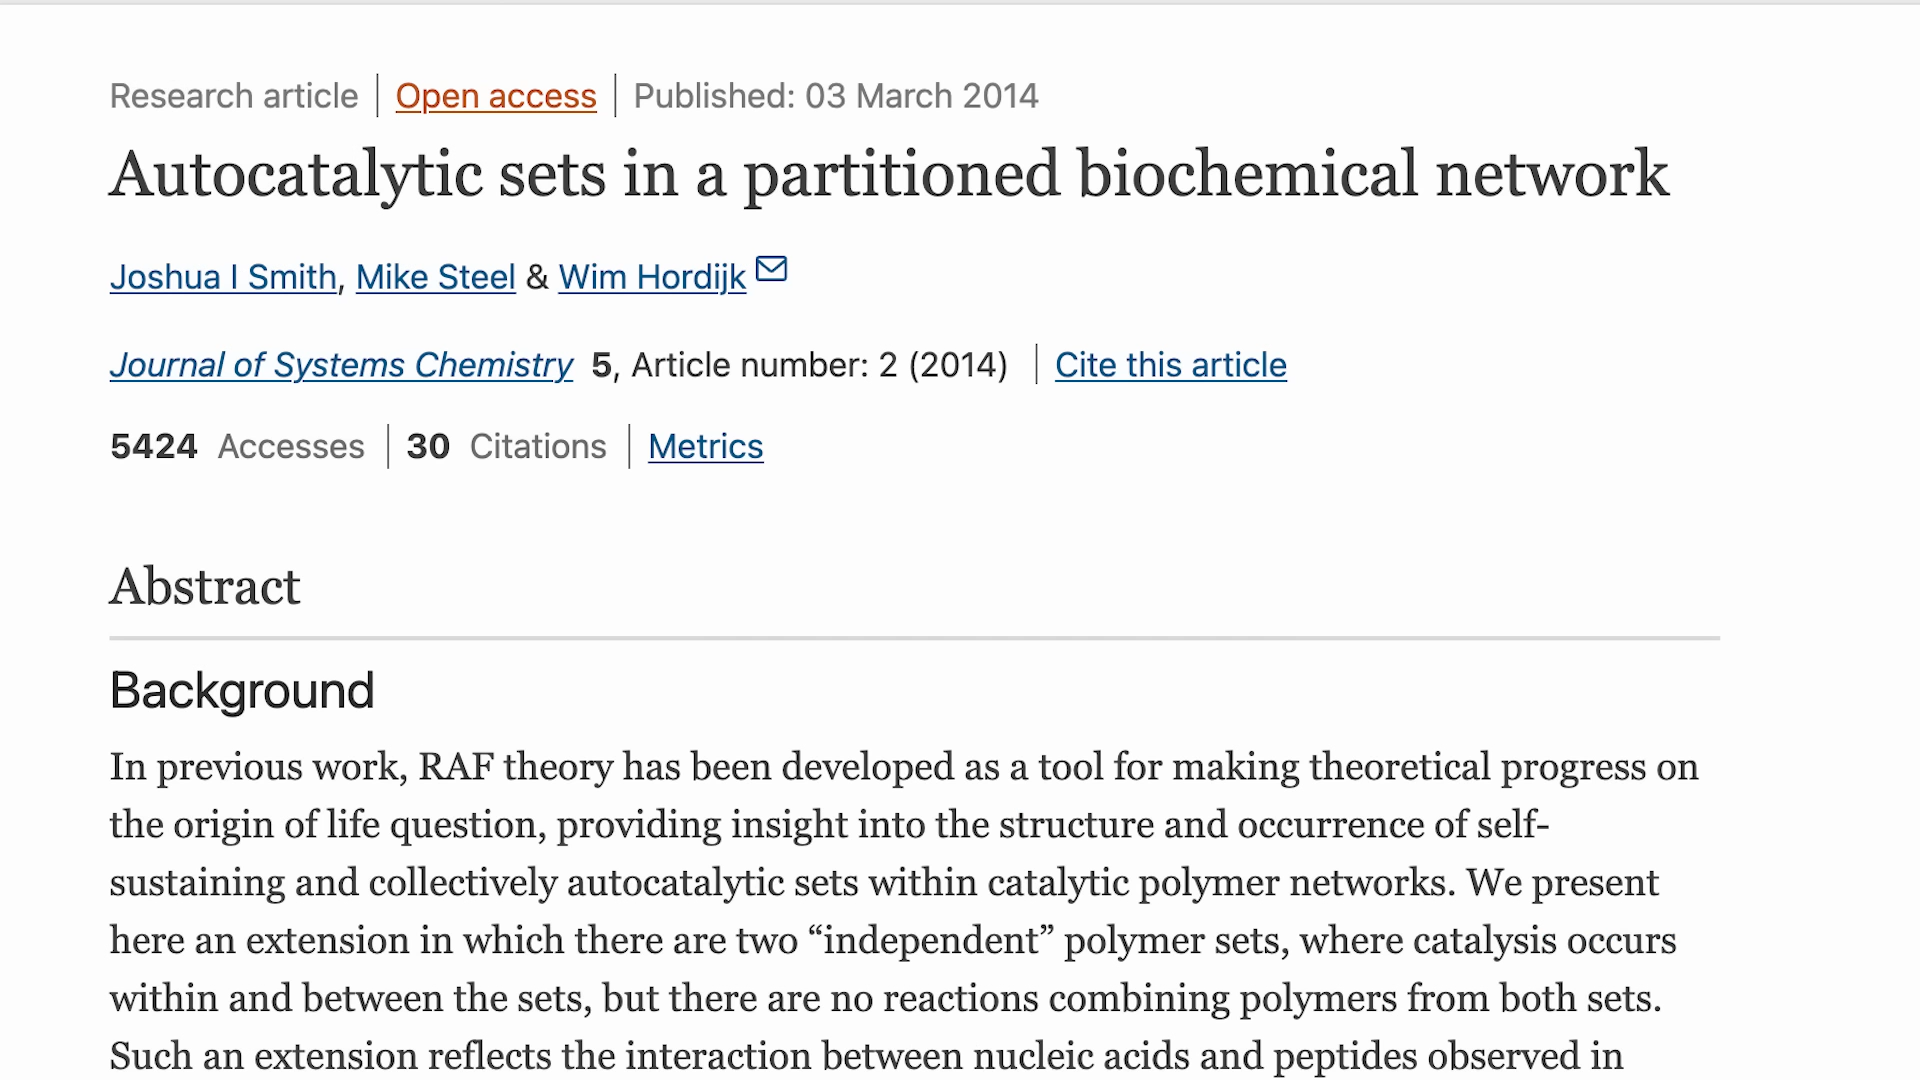 Research article | Open access | Published: 03 March 2014
Autocatalytic sets in a partitioned biochemical network
Joshua I Smith, Mike Steel & Wim Hordijk
Journal of Systems Chemistry 5, Article number: 2 (2014) | Cite this article
5424 Accesses | 30 Citations | Metrics
Abstract
Background
In previous work, RAF theory has been developed as a tool for making theoretical progress on
the origin of life question, providing insight into the structure and occurrence of self-
sustaining and collectively autocatalytic sets within catalytic polymer networks. We present
here an extension in which there are two “independent” polymer sets, where catalysis occurs
within and between the sets, but there are no reactions combining polymers from both sets.
Such an extension reflects the interaction between nucleic acids and peptides observed in